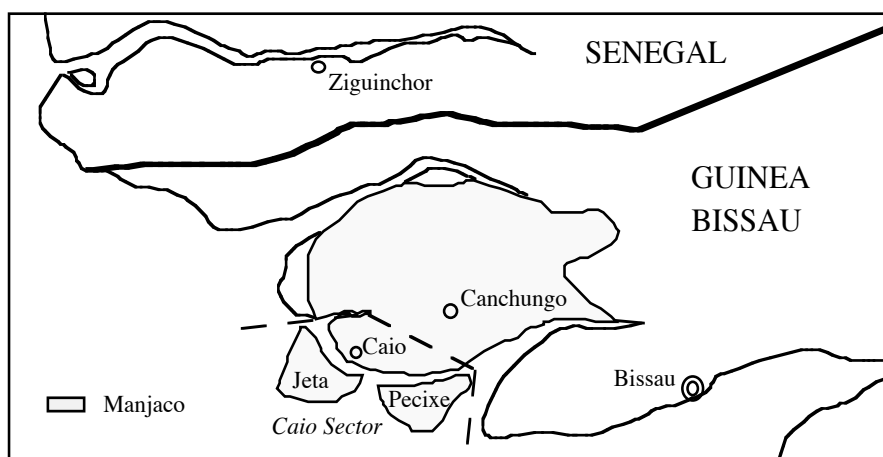 SENEGAL
Ziguinchor
GUINEA
BISSAU
Canchungo
Caio
Jeta
Bissau
Pecixe
Manjaco
Caio Sector